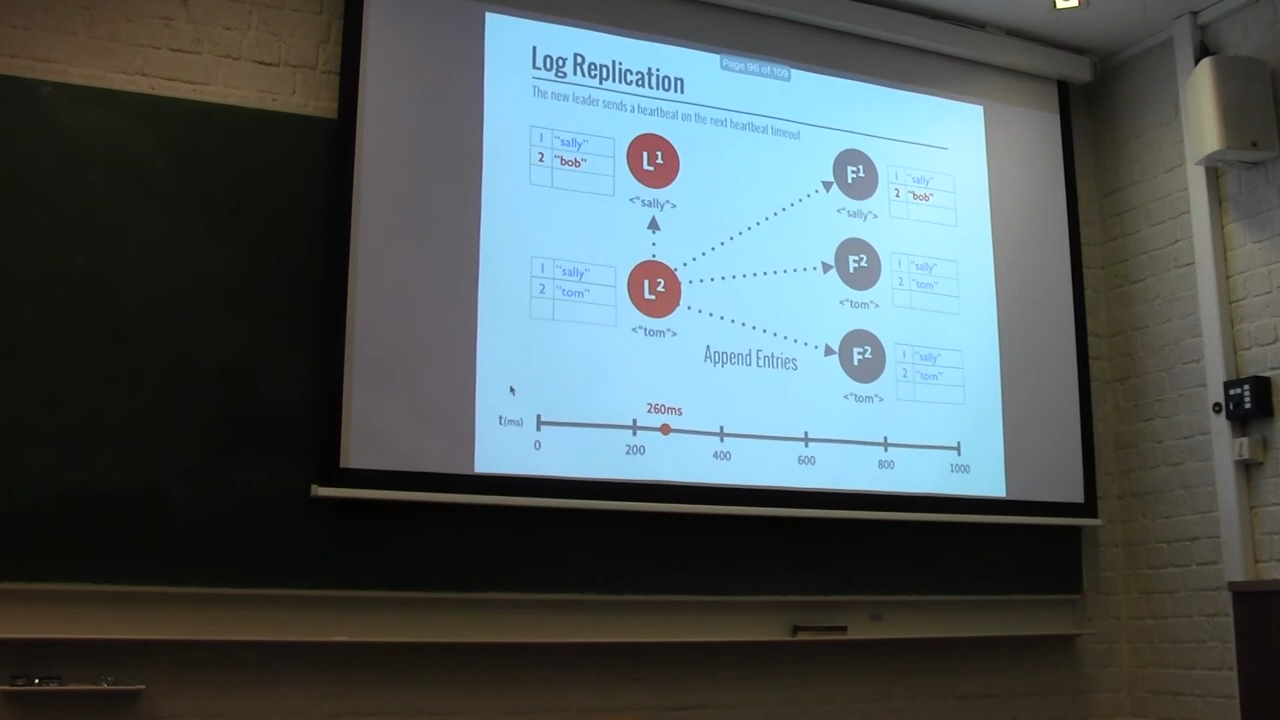 Page 96 of 109
Log Replication
The new leader sends a heartbeat on the next heartbeat timeout
1 "sally"
2 "bob"
L1
<"sally">
F1
<"sally">
1 "sally"
2 "bob"
1 "sally"
2 "tom"
L2
<"tom">
F2
<"tom">
1 "sally"
2 "tom"
Append Entries
F2
<"tom">
1 "sally"
2 "tom"
260ms
t(ms)
0 200 400 600 800 1000